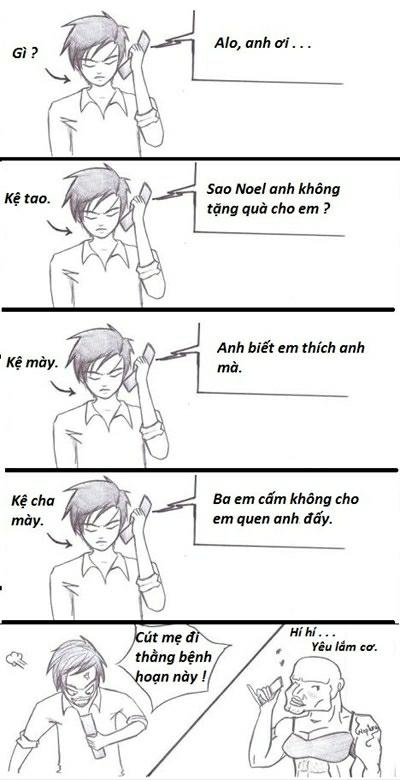 Gì ?
Alo, anh ơi . . .
Kệ tao.
Sao Noel anh không
tặng quà cho em ?
Kệ mày.
Anh biết em thích anh
mà.
Kệ cha
mày.
Ba em cấm không cho
em quen anh đấy.
Cút mẹ đi
thằng bệnh
hoạn này !
Hí hí . . .
Yêu lắm cơ.